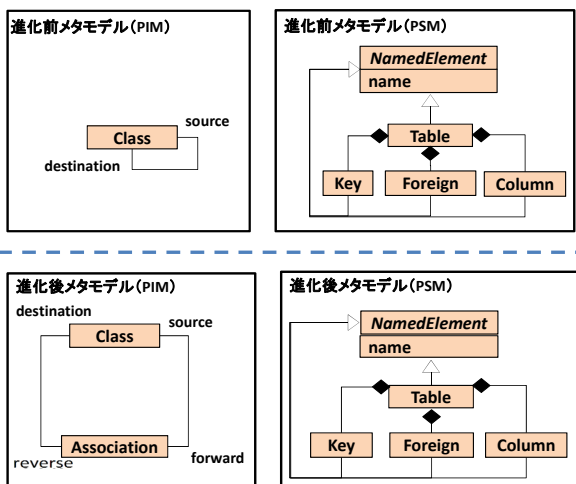 進化前メタモデル(PIM)
source
Class
destination
進化前メタモデル(PSM)
NamedElement
name
Table
Key
Foreign
Column
進化後メタモデル(PIM)
destination
source
Class
Association
reverse
forward
進化後メタモデル(PSM)
NamedElement
name
Table
Key
Foreign
Column